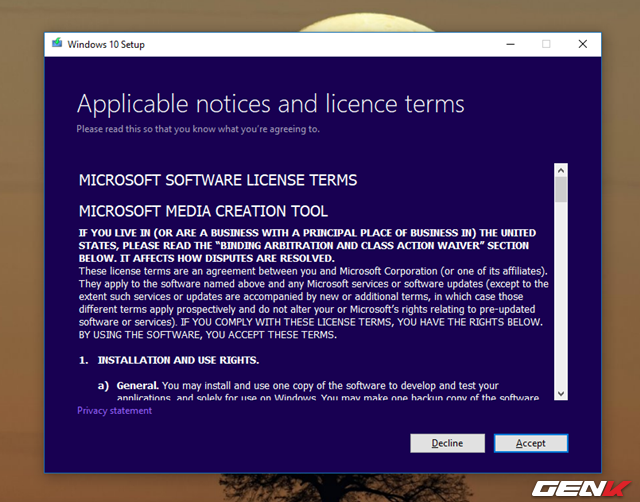 Windows 10 Setup
Applicable notices and licence terms
Please read this so that you know what you're agreeing to.
MICROSOFT SOFTWARE LICENSE TERMS
MICROSOFT MEDIA CREATION TOOL
IF YOU LIVE IN (OR ARE A BUSINESS WITH A PRINCIPAL PLACE OF BUSINESS IN) THE UNITED
STATES, PLEASE READ THE “BINDING ARBITRATION AND CLASS ACTION WAIVER” SECTION
BELOW. IT AFFECTS HOW DISPUTES ARE RESOLVED.
These license terms are an agreement between you and Microsoft Corporation (or one of its affiliates).
They apply to the software named above and any Microsoft services or software updates (except to the
extent such services or updates are accompanied by new or additional terms, in which case those
different terms apply prospectively and do not alter your or Microsoft’s rights relating to pre-updated
software or services). IF YOU COMPLY WITH THESE LICENSE TERMS, YOU HAVE THE RIGHTS BELOW.
BY USING THE SOFTWARE, YOU ACCEPT THESE TERMS.
1. INSTALLATION AND USE RIGHTS.
a) General. You may install and use one copy of the software to develop and test your
applications, and solely for use on Windows. You may make one backup copy of the software
Privacy statement
Decline
Accept
GENK